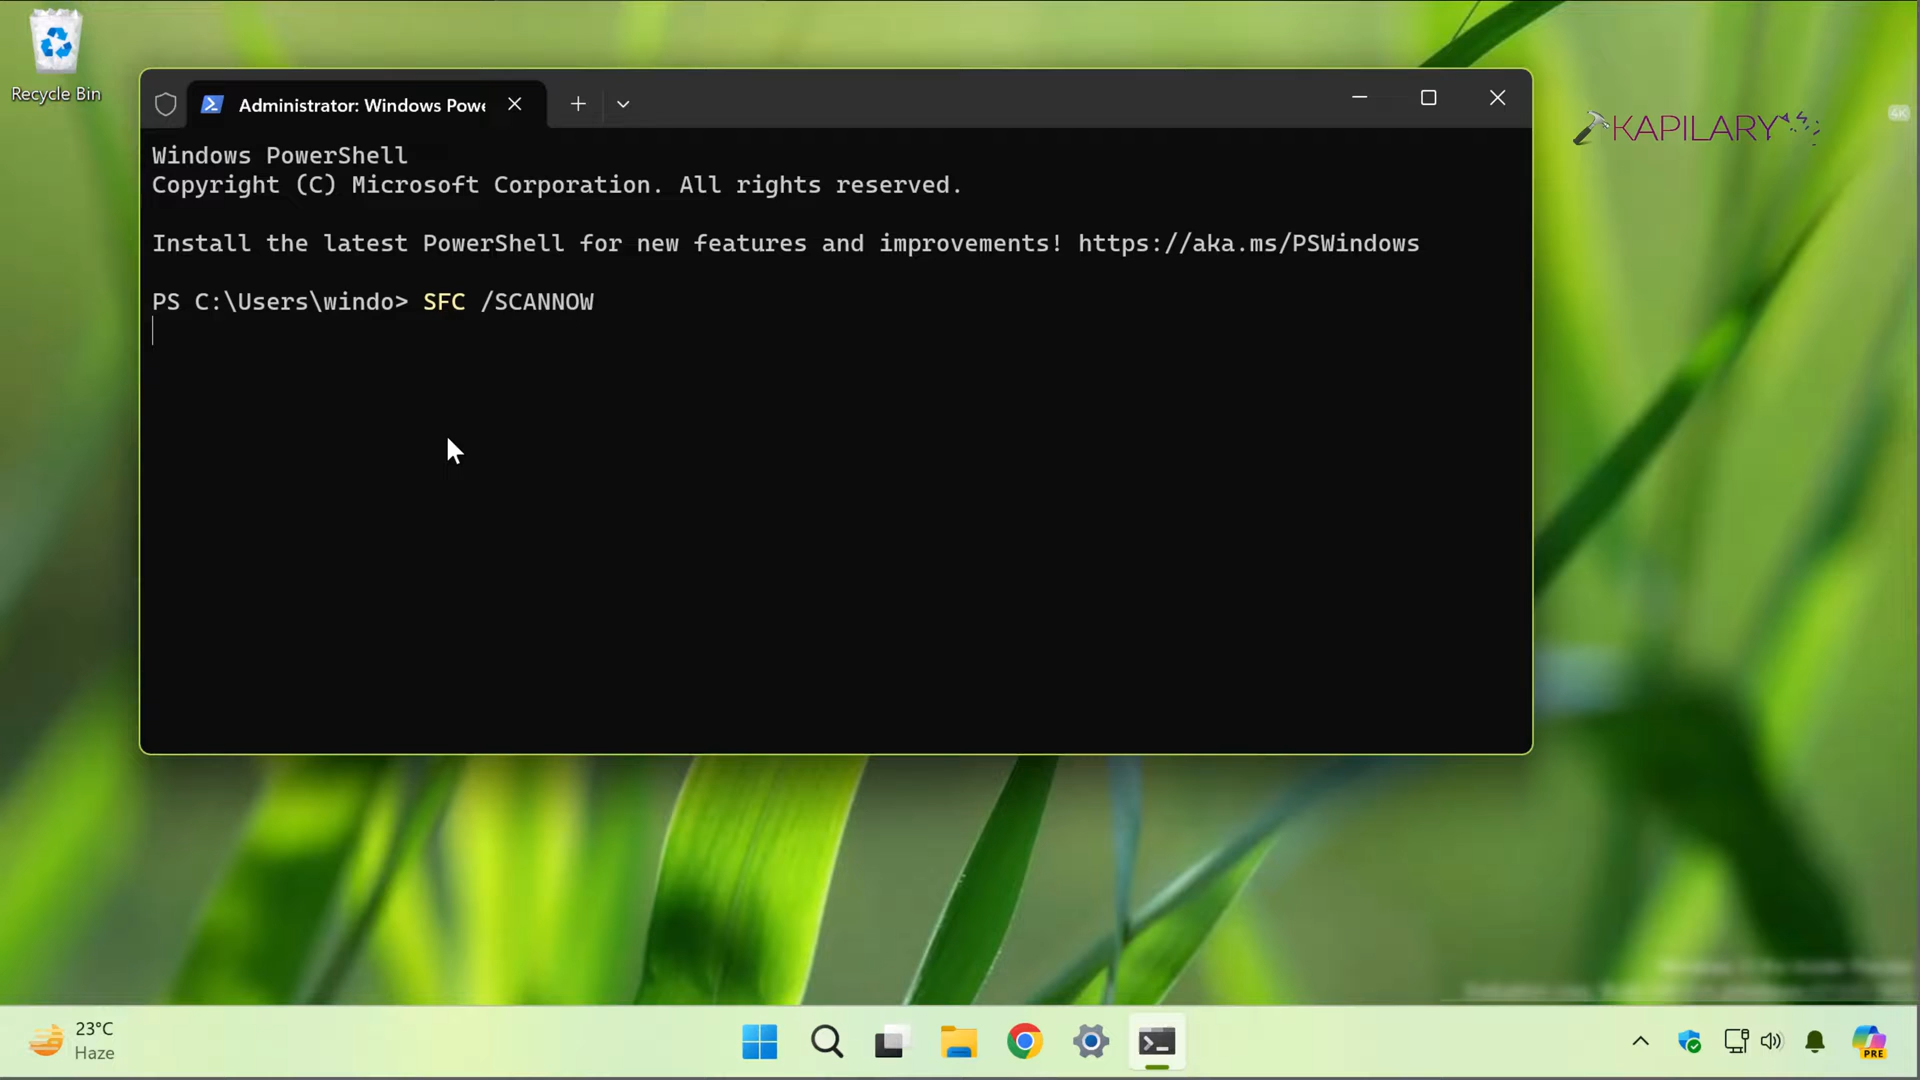 Recycle Bin
Administrator: Windows Powe
KAPILARY
4K
Windows PowerShell
Copyright (C) Microsoft Corporation. All rights reserved.
Install the latest PowerShell for new features and improvements! https://aka.ms/PSWindows
PS C:\Users\windo> SFC /SCANNOW
23°C
Haze
PRE